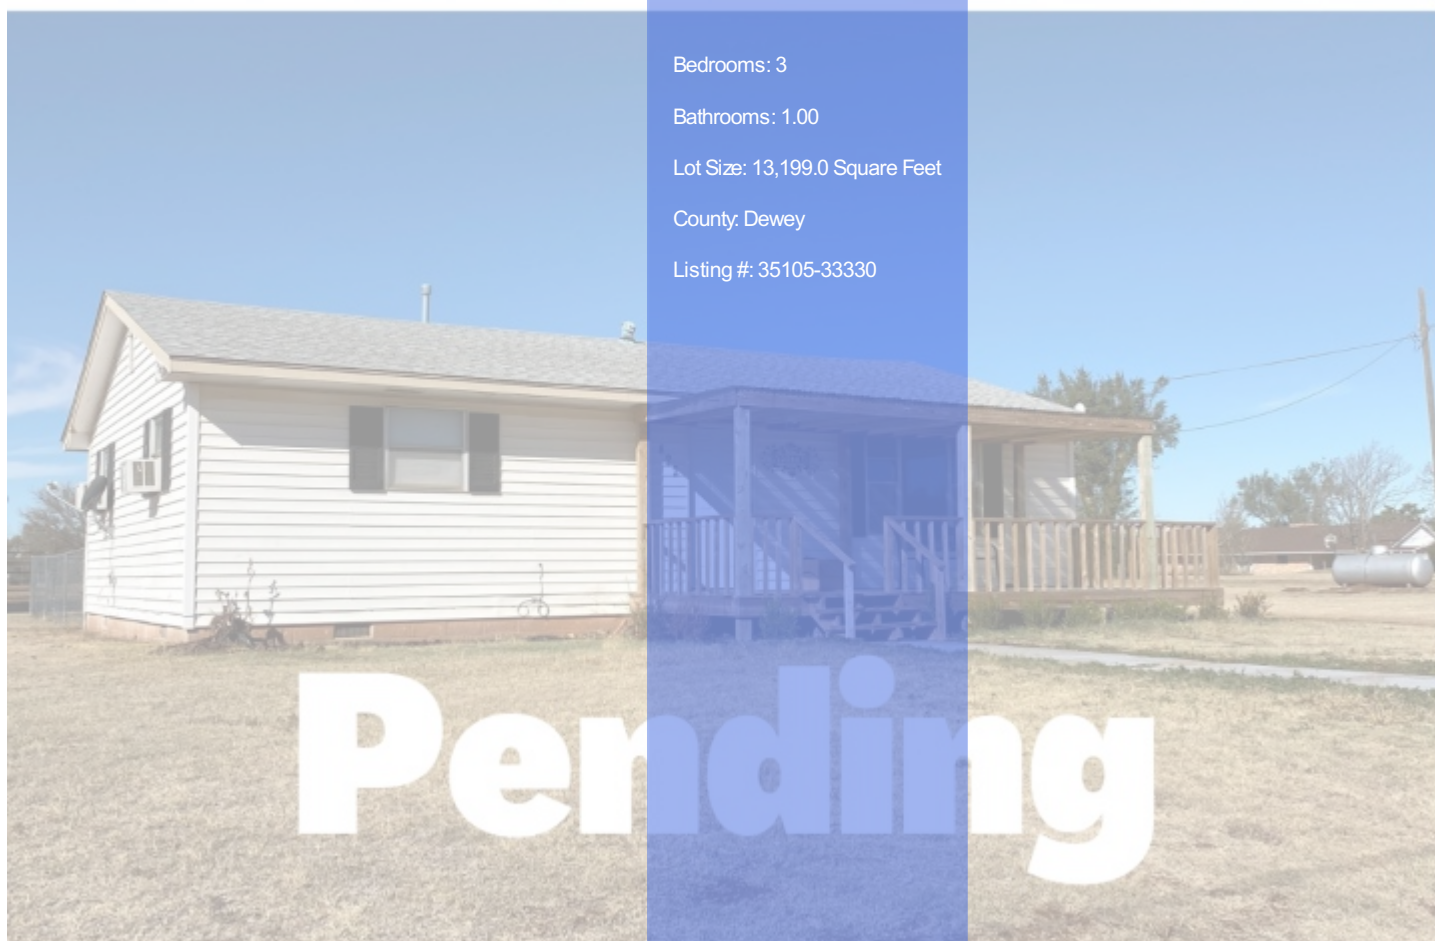 Bedrooms: 3
Bathrooms: 1.00
Lot Size: 13,199.0 Square Feet
County: Dewey
Listing #: 35105-33330
Pending